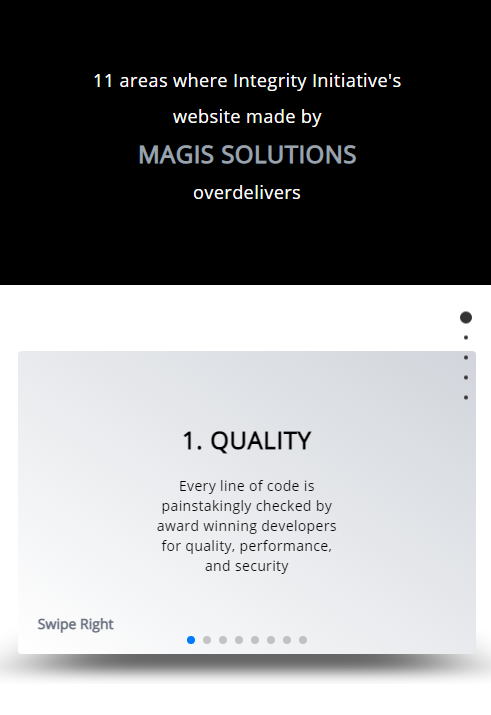 11 areas where Integrity Initiative's
website made by
MAGIS SOLUTIONS
overdelivers
1. QUALITY
Every line of code is
painstakingly checked by
award winning developers
for quality, performance,
and security
Swipe Right